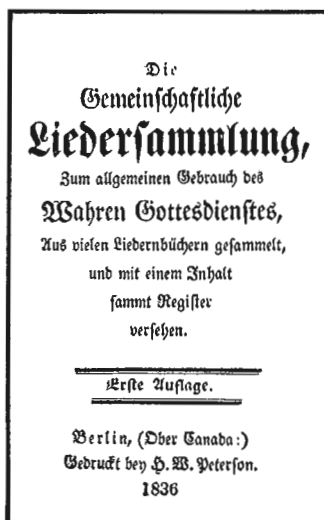 Die
Gemeinſchaftliche
Liederſammlung,
Zum allgemeinen Gebrauch des
Wahren Gottesdienſtes,
Aus vielen Liedernbüchern geſammelt,
und mit einem Inhalt
ſammt Regiſter
verſehen.
Erſte Auflage.
Berlin, (Ober Canada:)
Gedruckt bey H. W. Peterſon.
1836